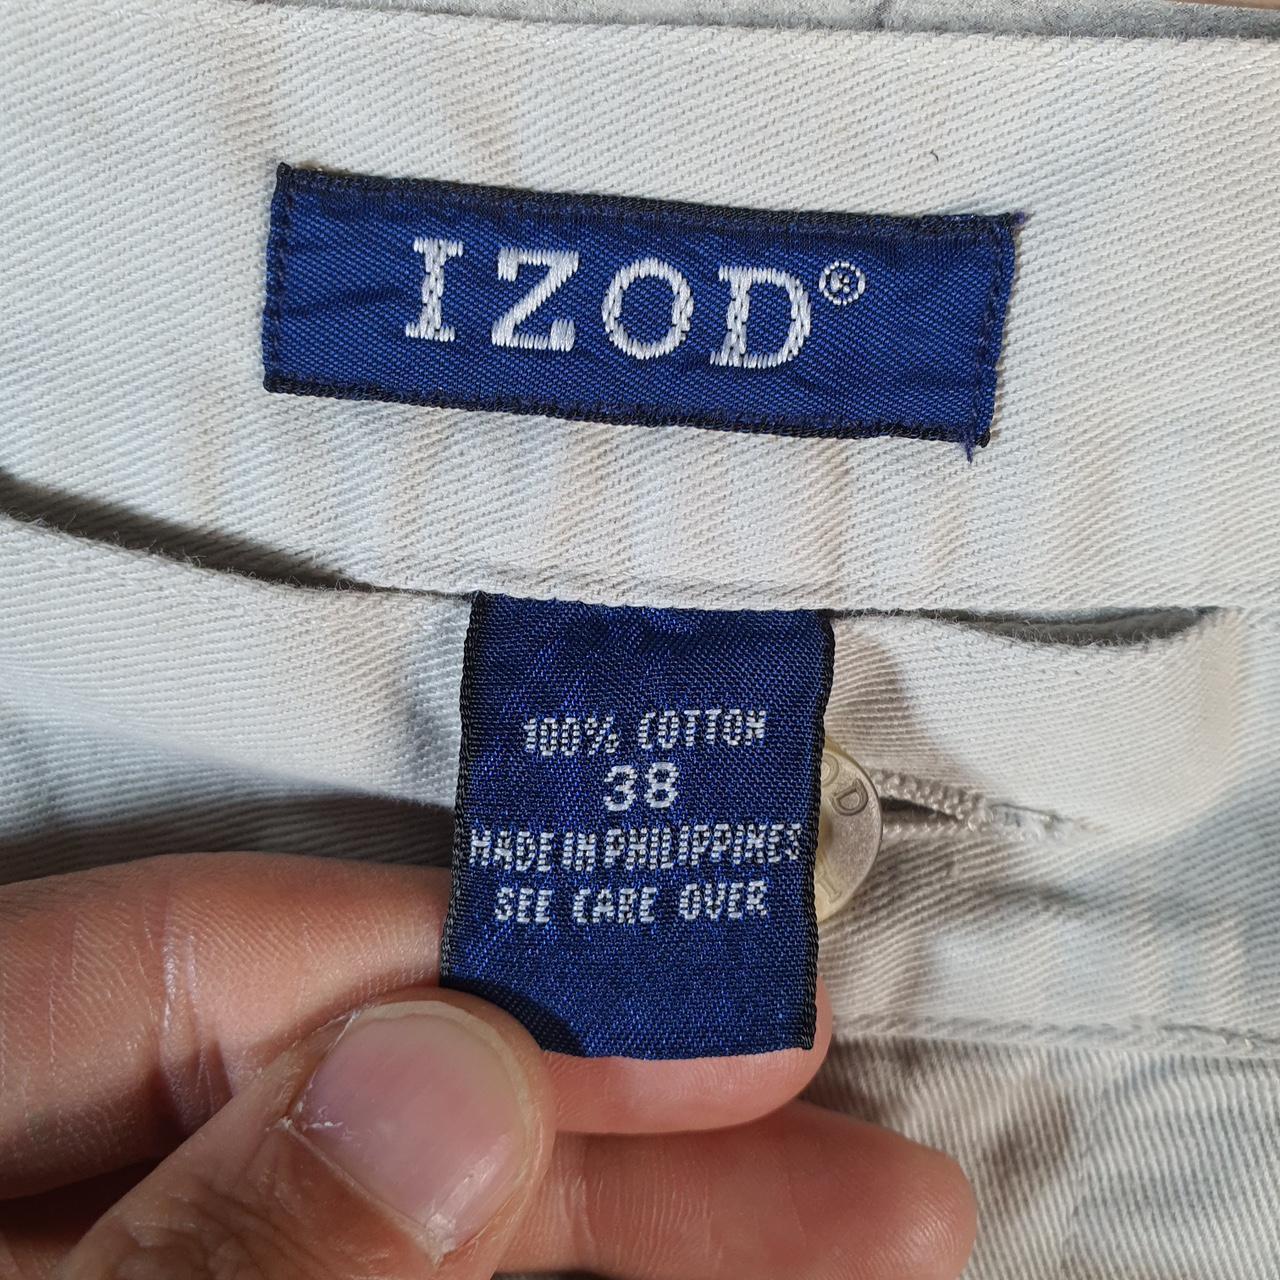 IZOD®
100% COTTON
38
MADE IN PHILIPPINES
SEE CARE OVER